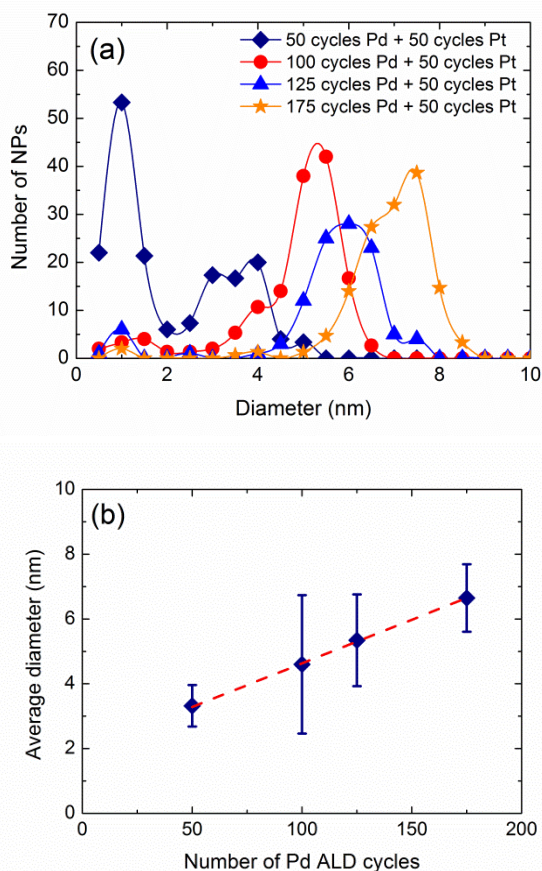 (a)
50 cycles Pd + 50 cycles Pt
100 cycles Pd + 50 cycles Pt
125 cycles Pd + 50 cycles Pt
175 cycles Pd + 50 cycles Pt
70
60
50
40
30
20
10
0
Number of NPs
0 2 4 6 8 10
Diameter (nm)
(b)
10
8
6
4
2
0
Average diameter (nm)
0 50 100 150 200
Number of Pd ALD cycles